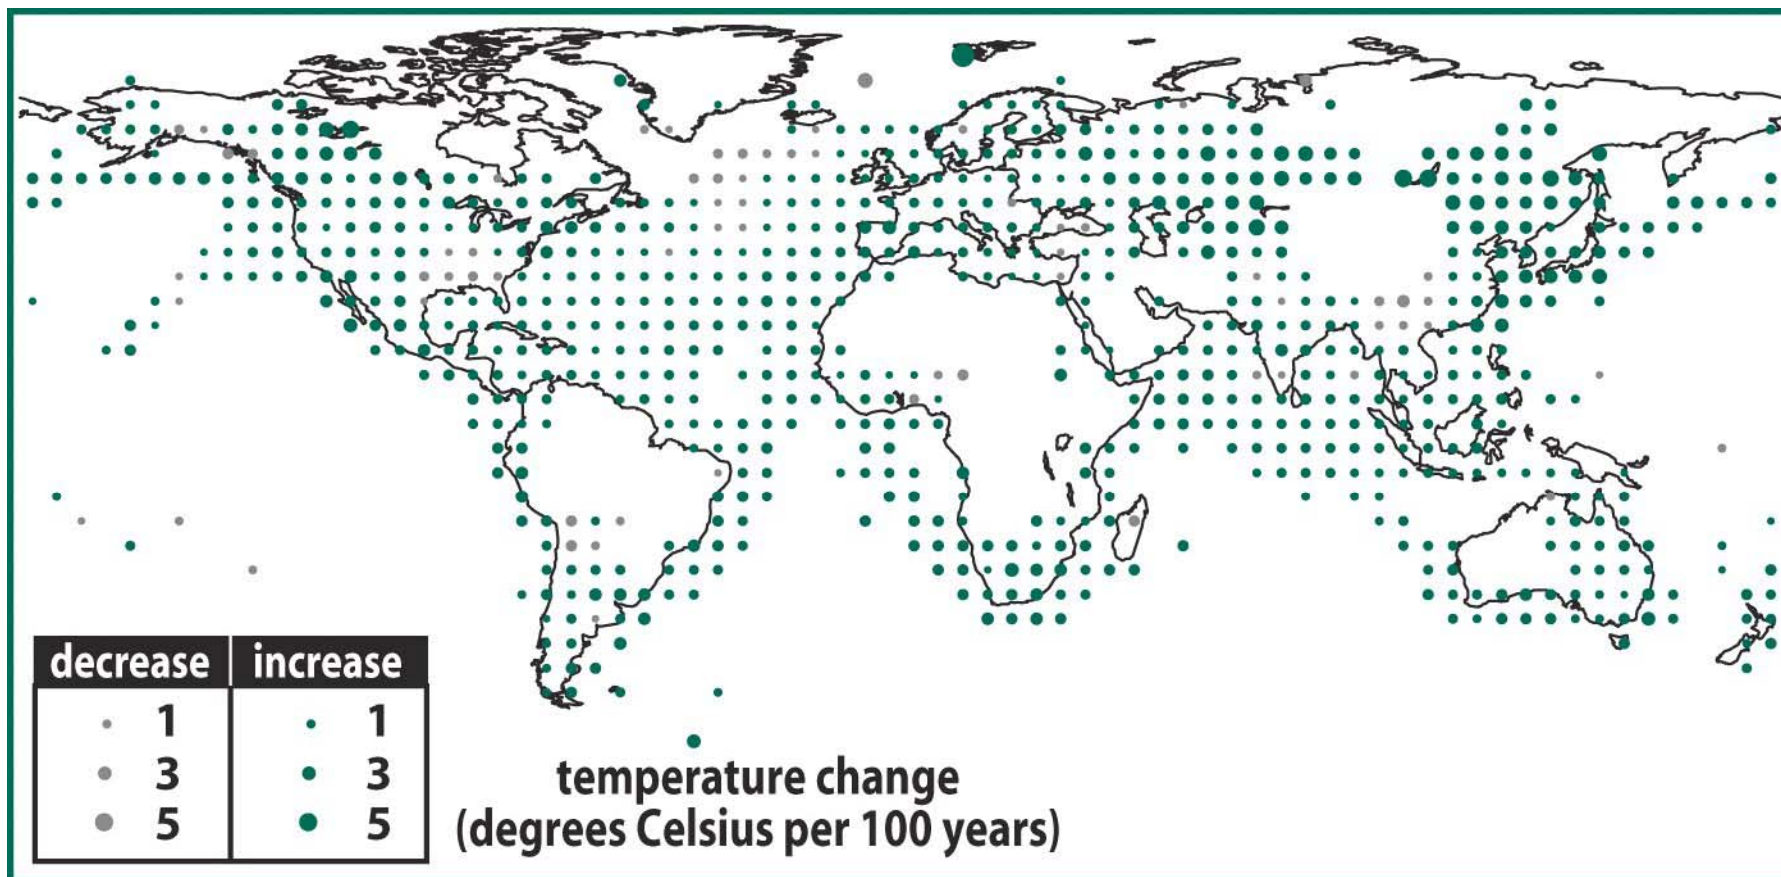 decrease increase
1 1
3 3
5 5
temperature change
(degrees Celsius per 100 years)